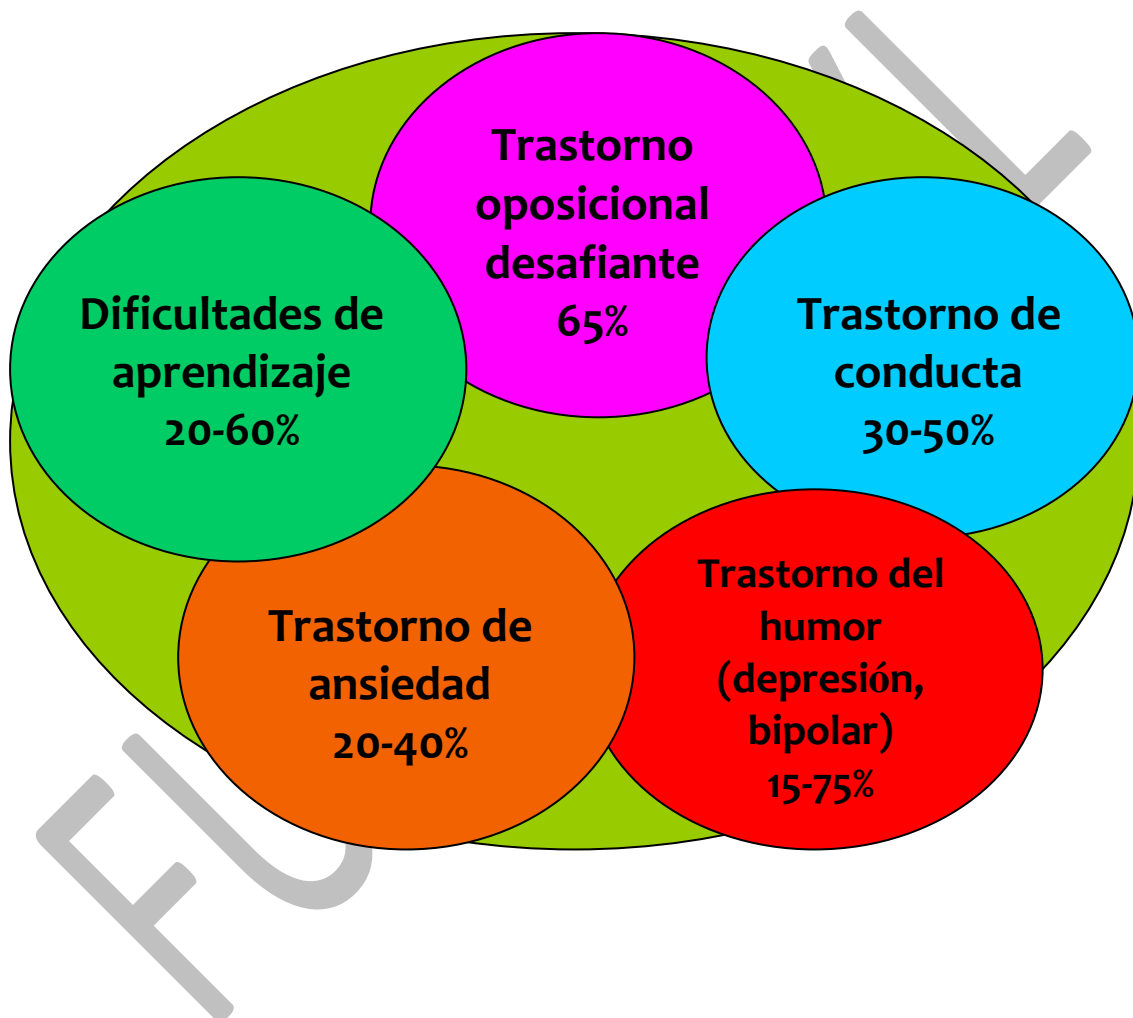 Trastorno
oposicional
desafiante
65%
Dificultades de
aprendizaje
20-60%
Trastorno de
conducta
30-50%
Trastorno de
ansiedad
20-40%
Trastorno del
humor
(depresión,
bipolar)
15-75%